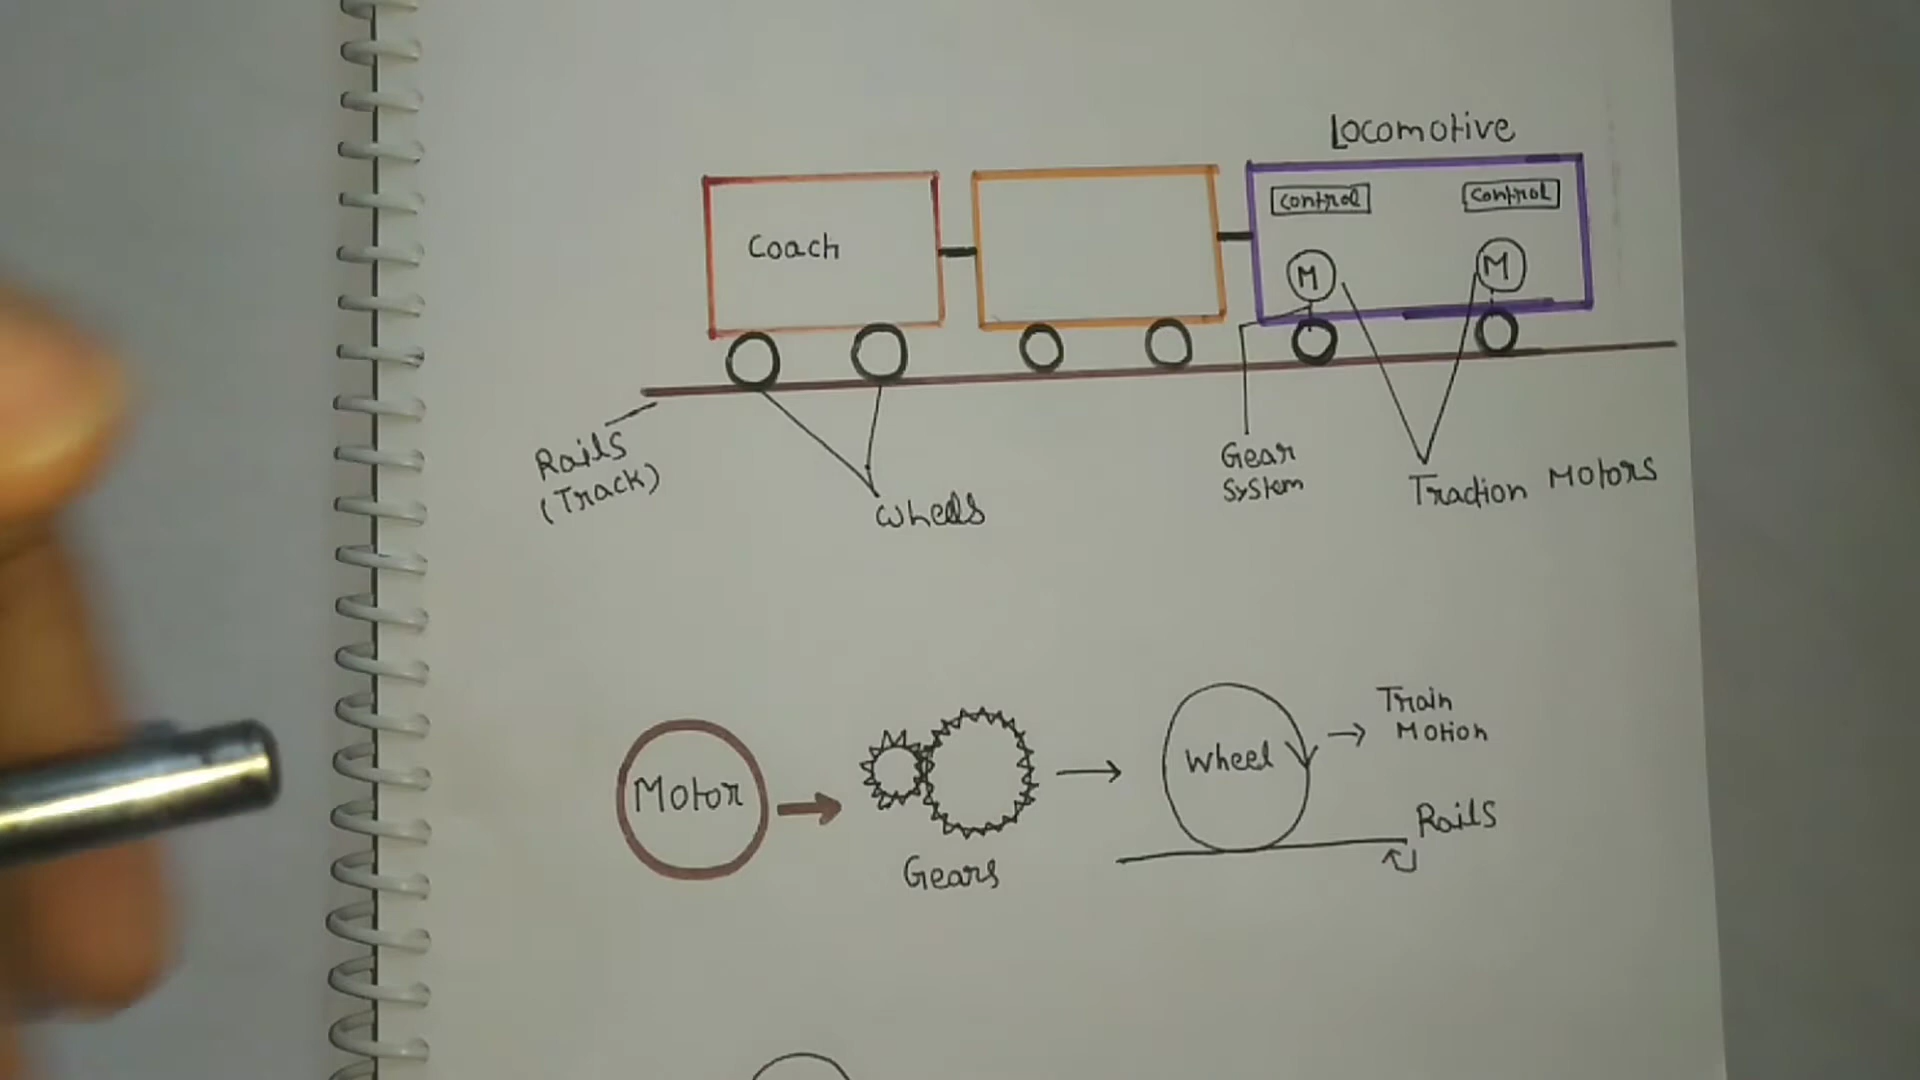 Locomotive
Control
Control
Coach
M
M
Rails
(Track)
Wheels
Gear
System
Traction Motors
Motor
Gears
Wheel
Train
Motion
Rails